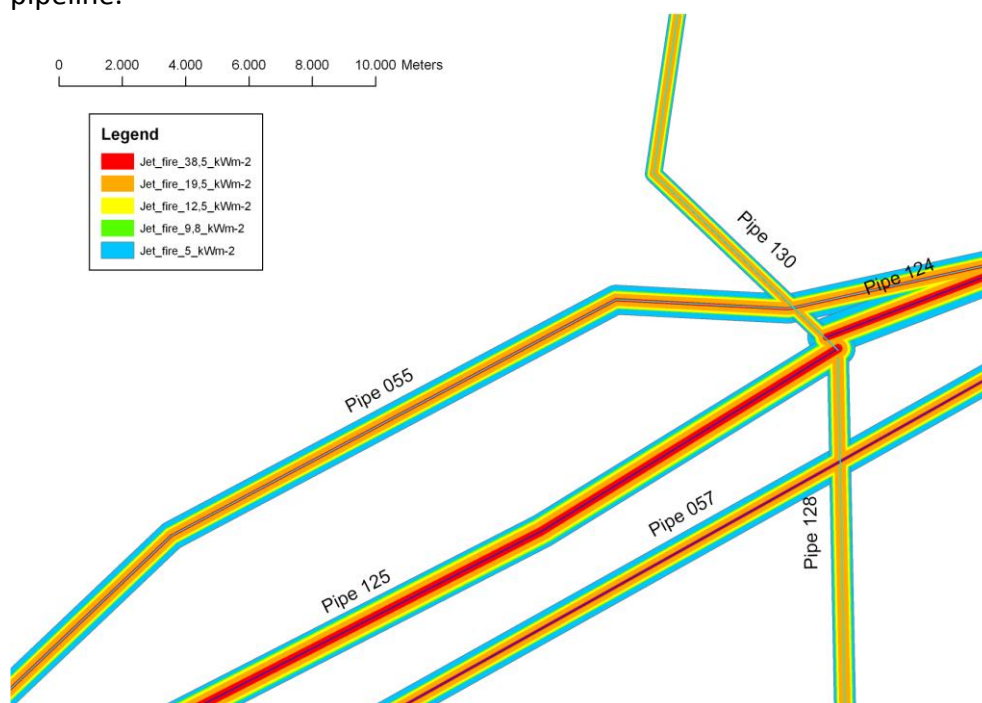 pipeline.
0 2.000 4.000 6.000 8.000 10.000 Meters
Legend
Jet_fire_38,5_kWm-2
Jet_fire_19,5_kWm-2
Jet_fire_12,5_kWm-2
Jet_fire_9,8_kWm-2
Jet_fire_5_kWm-2
Pipe 130
Pipe 124
Pipe 055
Pipe 057
Pipe 128
Pipe 125